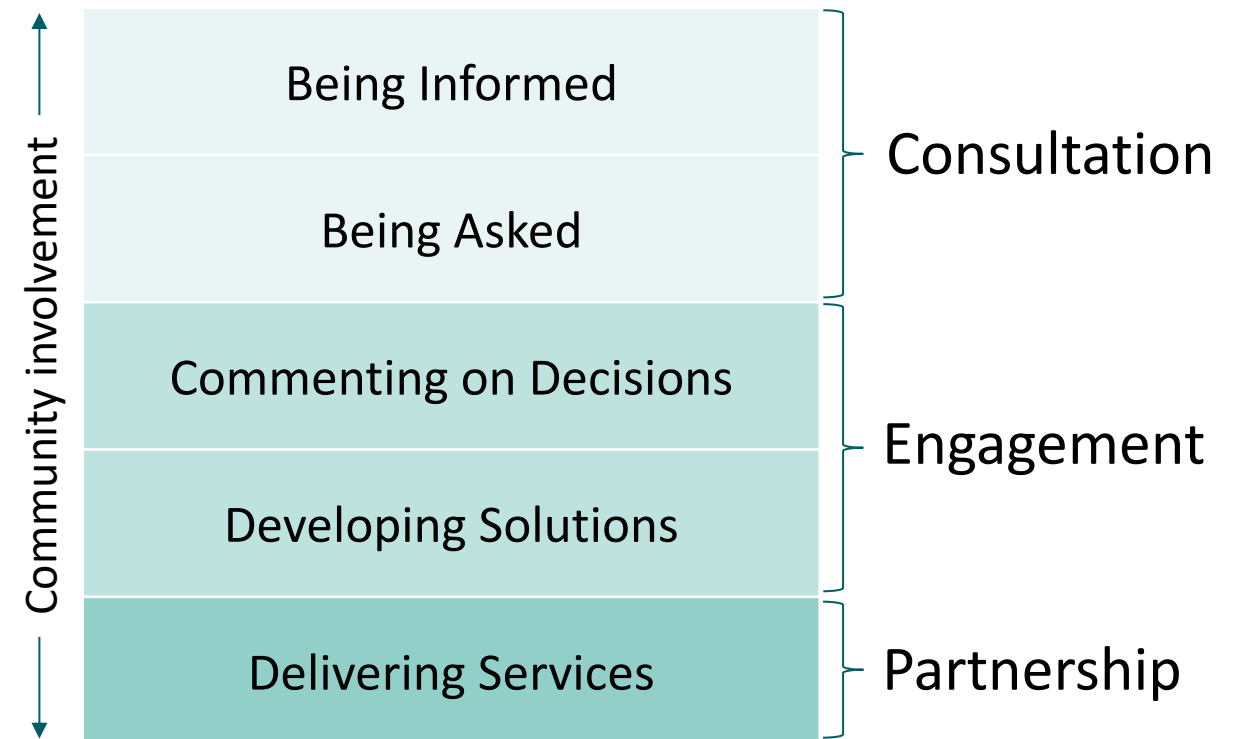 Community involvement
Being Informed
Being Asked
Consultation
Commenting on Decisions
Developing Solutions
Engagement
Delivering Services
Partnership